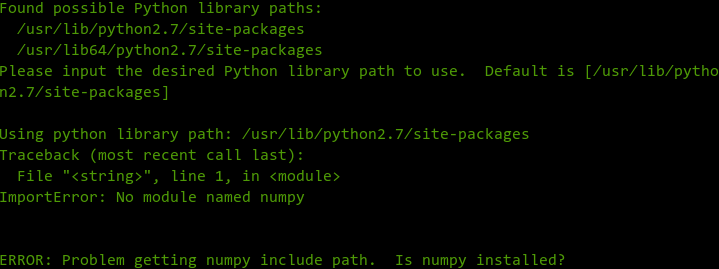 Found possible Python library paths:
  /usr/lib/python2.7/site-packages
  /usr/lib64/python2.7/site-packages
Please input the desired Python library path to use.  Default is [/usr/lib/pytho
n2.7/site-packages]

Using python library path: /usr/lib/python2.7/site-packages
Traceback (most recent call last):
  File "<string>", line 1, in <module>
ImportError: No module named numpy


ERROR: Problem getting numpy include path.  Is numpy installed?